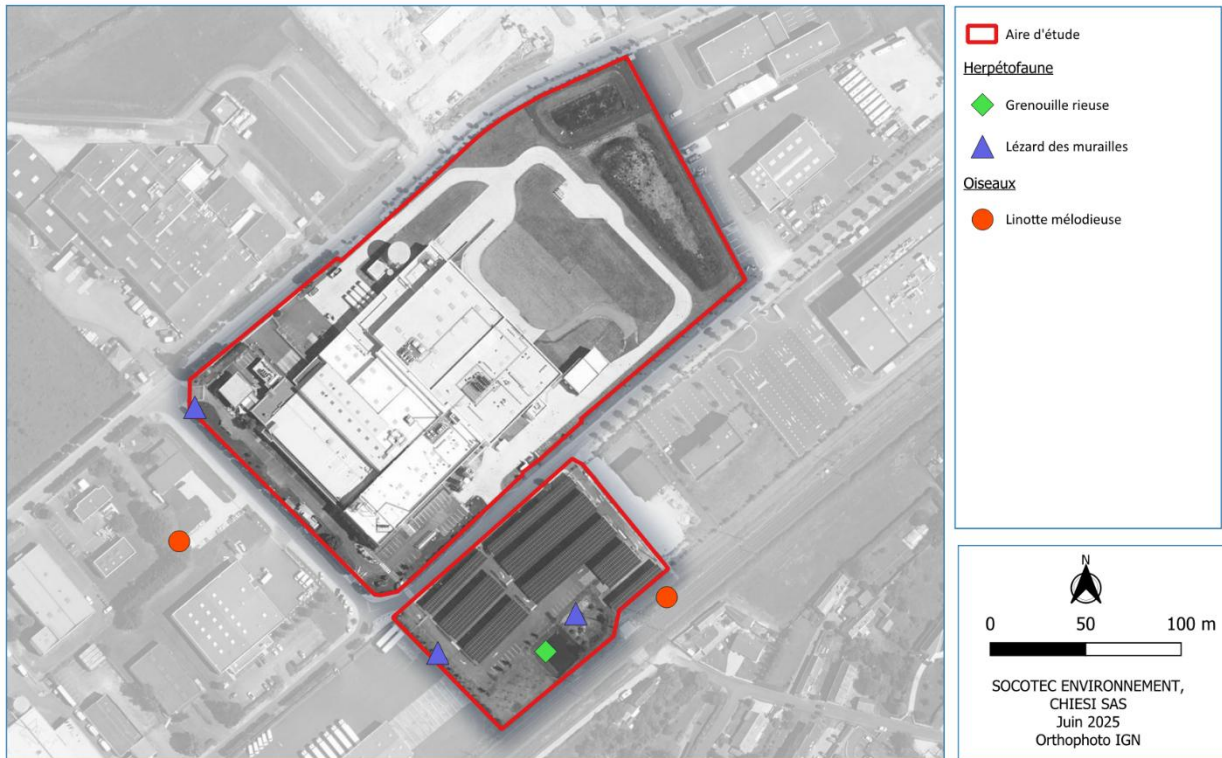 Aire d'étude
Herpétofaune
Grenouille rieuse
Lézard des murailles
Oiseaux
Linotte mélodieuse
N
0 50 100 m
SOCOTEC ENVIRONNEMENT,
CHIESI SAS
Juin 2025
Orthophoto IGN